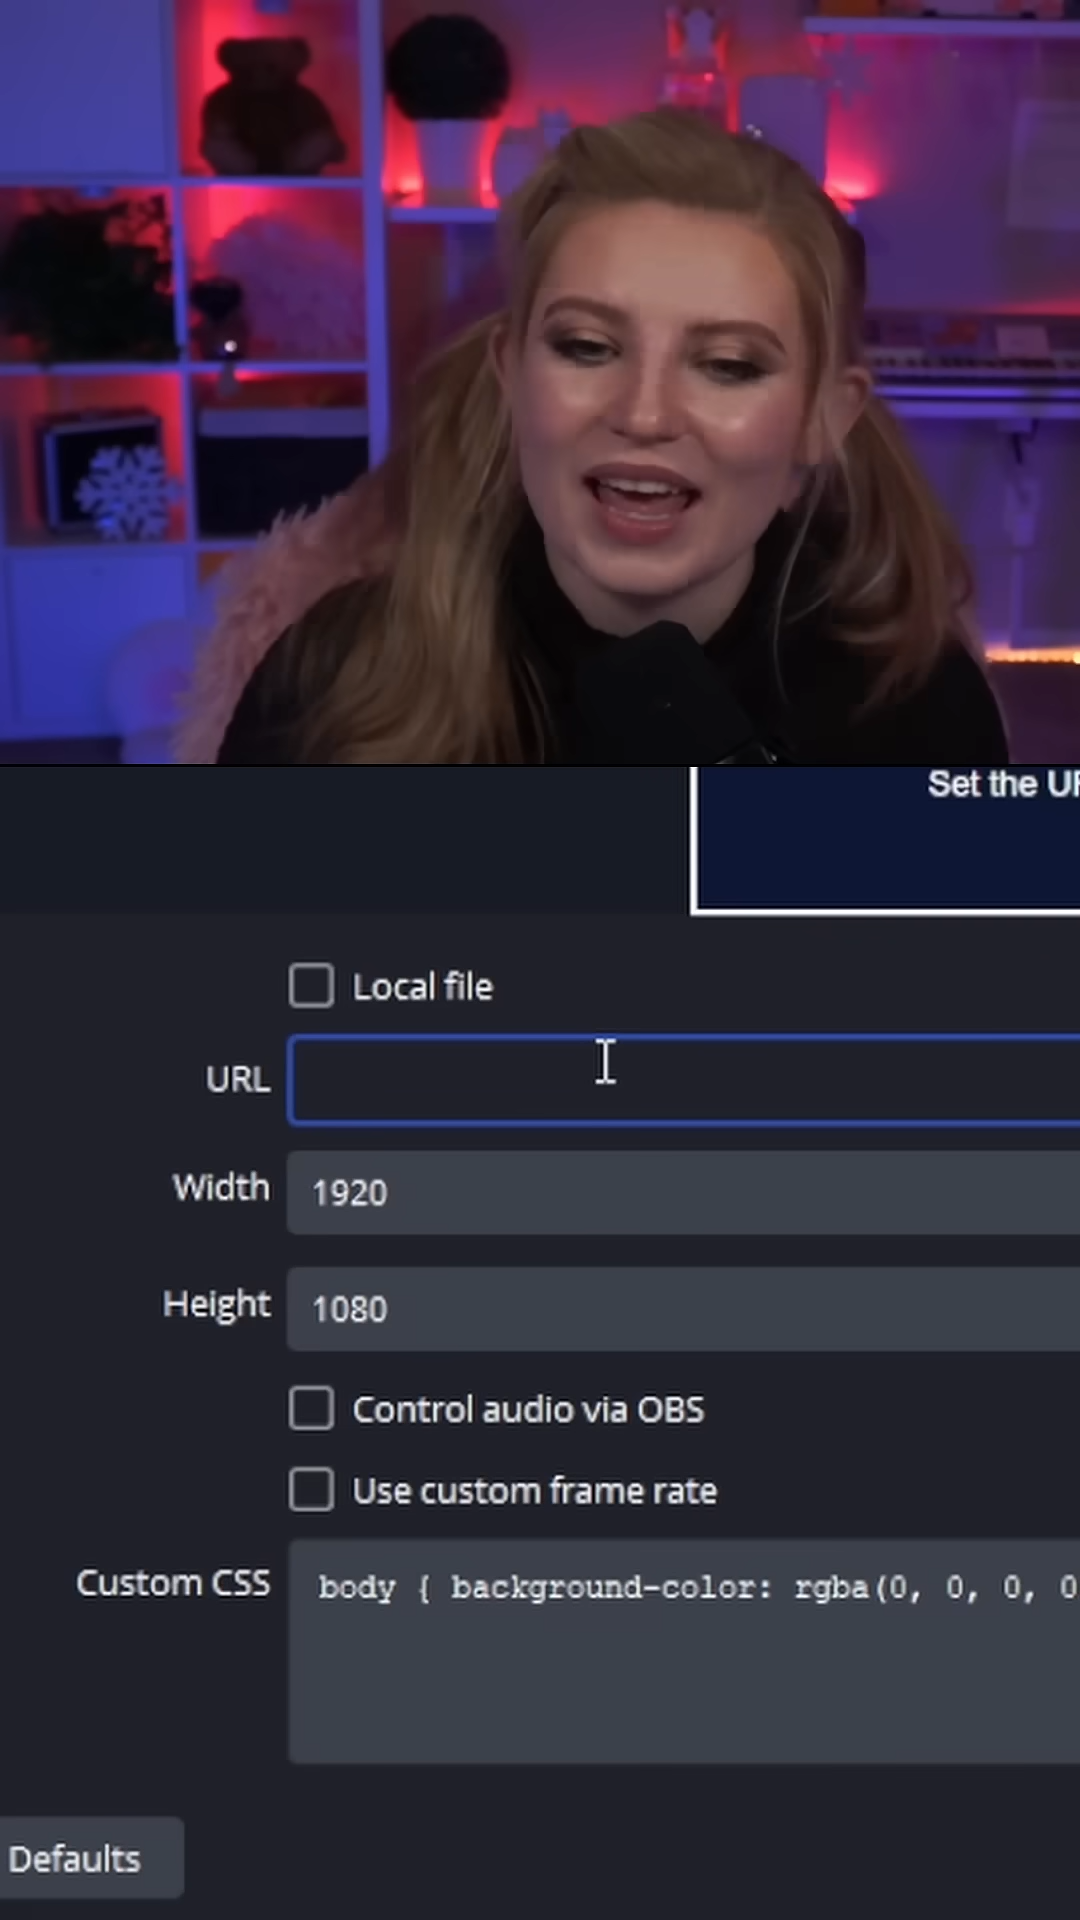 Set the
Local file
URL
Width
1920
Height
1080
Control audio via OBS
Use custom frame rate
Custom CSS
body { background-color: rgba(0, 0, 0, 0
Defaults